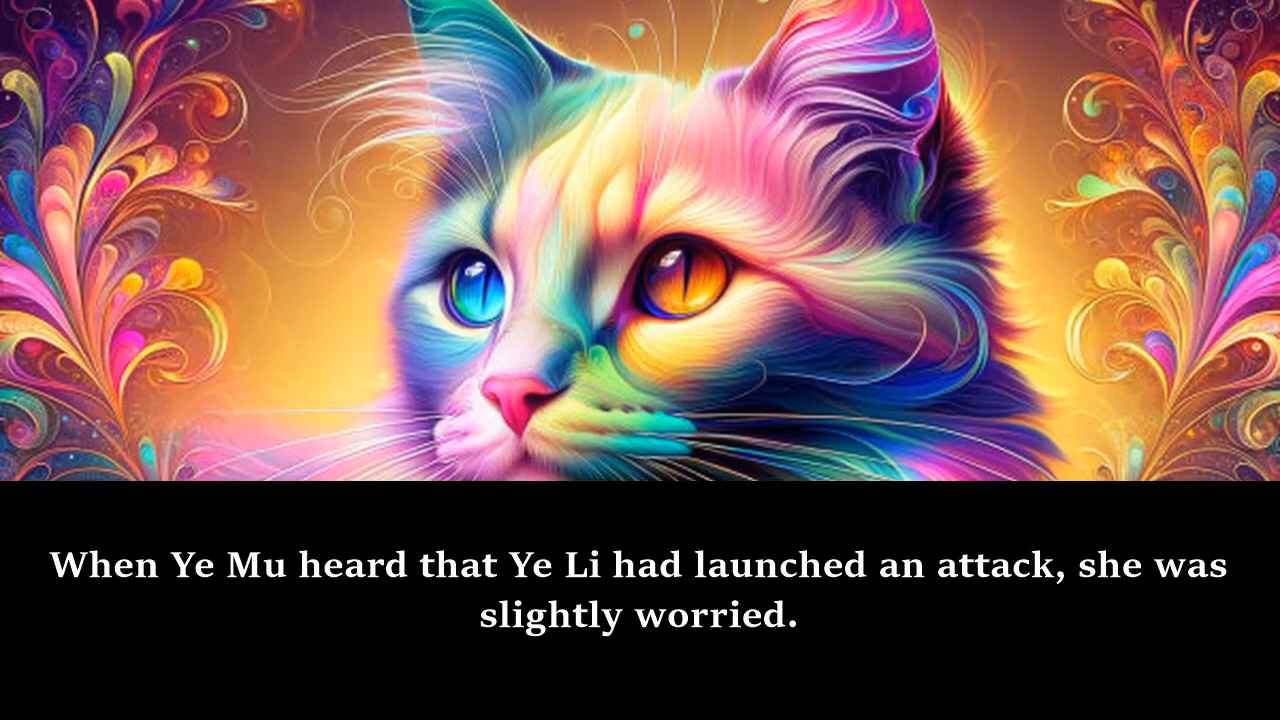 When Ye Mu heard that Ye Li had launched an attack, she was
slightly worried.